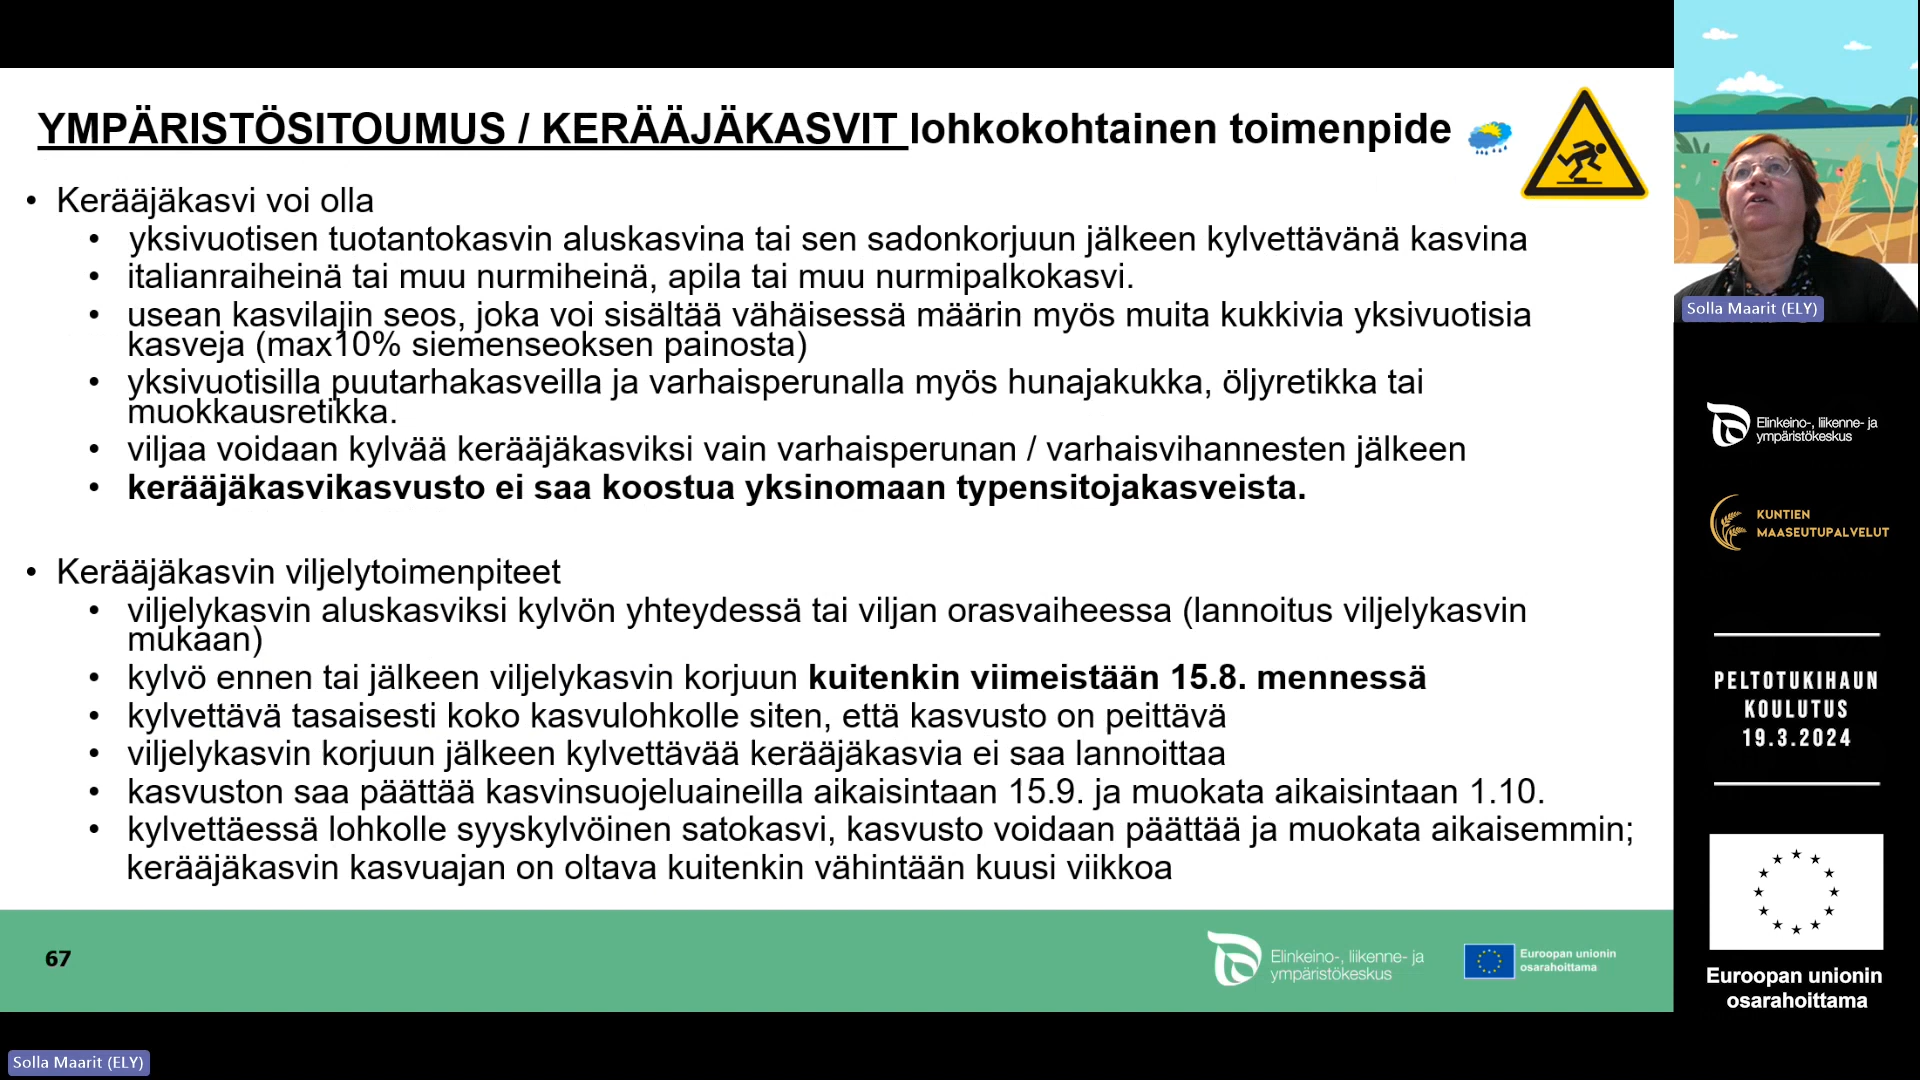 YMPÄRISTÖSITOUMUS / KERÄÄJÄKASVIT lohkokohtainen toimenpide
• Kerääjäkasvi voi olla
• yksivuotisen tuotantokasvin aluskasvina tai sen sadonkorjuun jälkeen kylvettävänä kasvina
• italianraiheinä tai muu nurmiheinä, apila tai muu nurmipalkokasvi.
• usean kasvilajin seos, joka voi sisältää vähäisessä määrin myös muita kukkivia yksivuotisia
kasveja (max10% siemenseoksen painosta)
• yksivuotisilla puutarhakasveilla ja varhaisperunalla myös hunajakukka, öljyretikka tai
muokkausretikka.
• viljaa voidaan kylvää kerääjäkasviksi vain varhaisperunan / varhaisvihannesten jälkeen
• kerääjäkasvikasvusto ei saa koostua yksinomaan typensitojakasveista.
• Kerääjäkasvin viljelytoimenpiteet
• viljelykasvin aluskasviksi kylvön yhteydessä tai viljan orasvaiheessa (lannoitus viljelykasvin
mukaan)
• kylvö ennen tai jälkeen viljelykasvin korjuun kuitenkin viimeistään 15.8. mennessä
• kylvettävä tasaisesti koko kasvulohkolle siten, että kasvusto on peittävä
• viljelykasvin korjuun jälkeen kylvettävää kerääjäkasvia ei saa lannoittaa
• kasvuston saa päättää kasvinsuojeluaineilla aikaisintaan 15.9. ja muokata aikaisintaan 1.10.
• kylvettäessä lohkolle syyskylvöinen satokasvi, kasvusto voidaan päättää ja muokata aikaisemmin;
kerääjäkasvin kasvuajan on oltava kuitenkin vähintään kuusi viikkoa
67
Elinkeino-, liikenne- ja
ympäristökeskus
Euroopan unionin
osarahoittama
Solla Maarit (ELY)
Elinkeino-, liikenne- ja
ympäristökeskus
KUNTIEN
MAASEUTUPALVELUT
PELTOTUKIHAUN
KOULUTUS
19.3.2024
Euroopan unionin
osarahoittama
Solla Maarit (ELY)